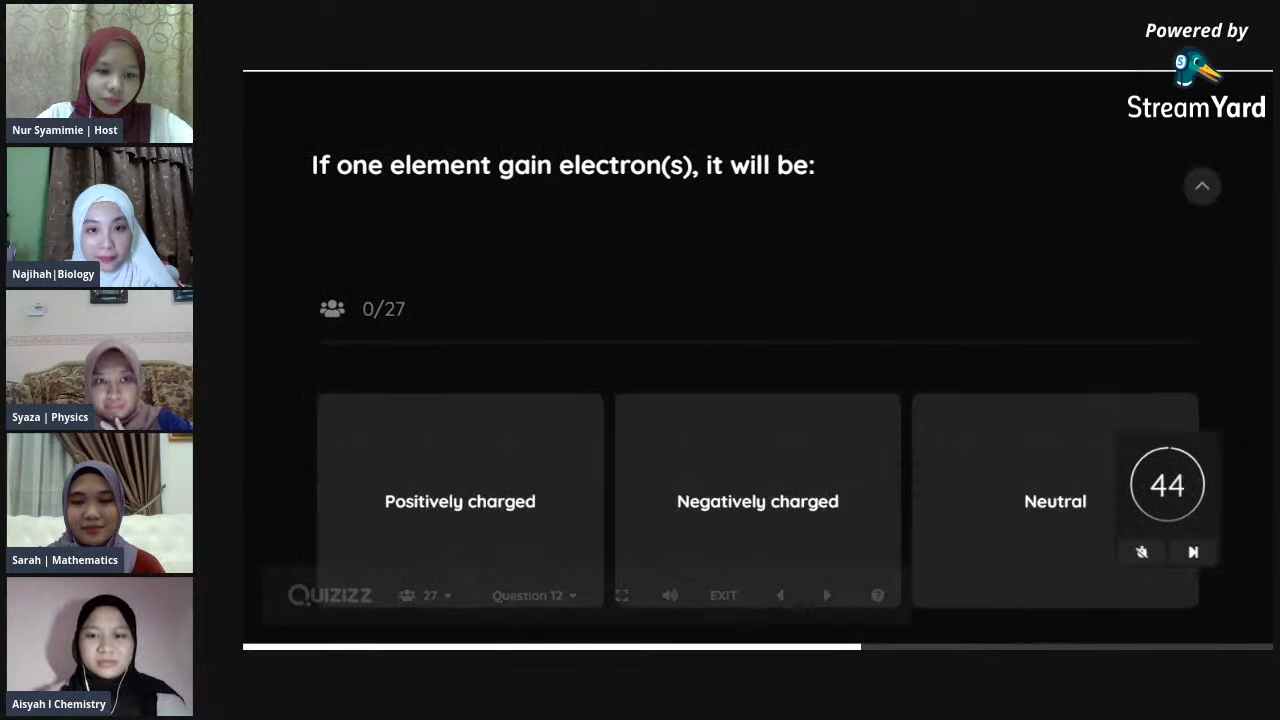 Powered by
StreamYard
Nur Syamimie | Host
Najihah|Biology
Syaza | Physics
Sarah | Mathematics
Aisyah l Chemistry
If one element gain electron(s), it will be:
0/27
Positively charged
Negatively charged
Neutral
44
QUIZIZZ 27 Question 12 EXIT